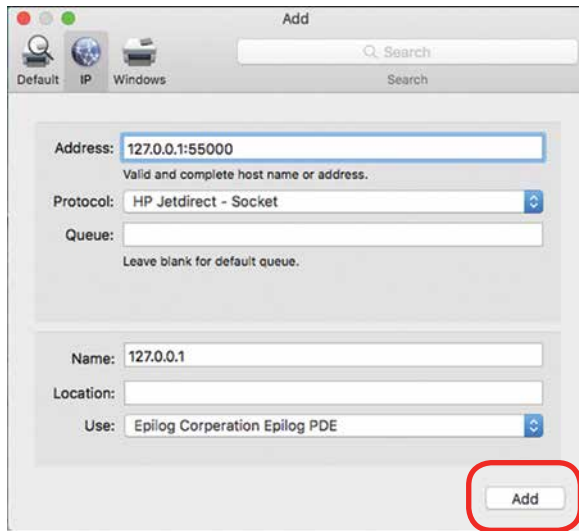 Add
Search
Default IP Windows Search
Address: 127.0.0.1:55000
Valid and complete host name or address.
Protocol: HP Jetdirect - Socket
Queue:
Leave blank for default queue.
Name: 127.0.0.1
Location:
Use: Epilog Corperation Epilog PDE
Add